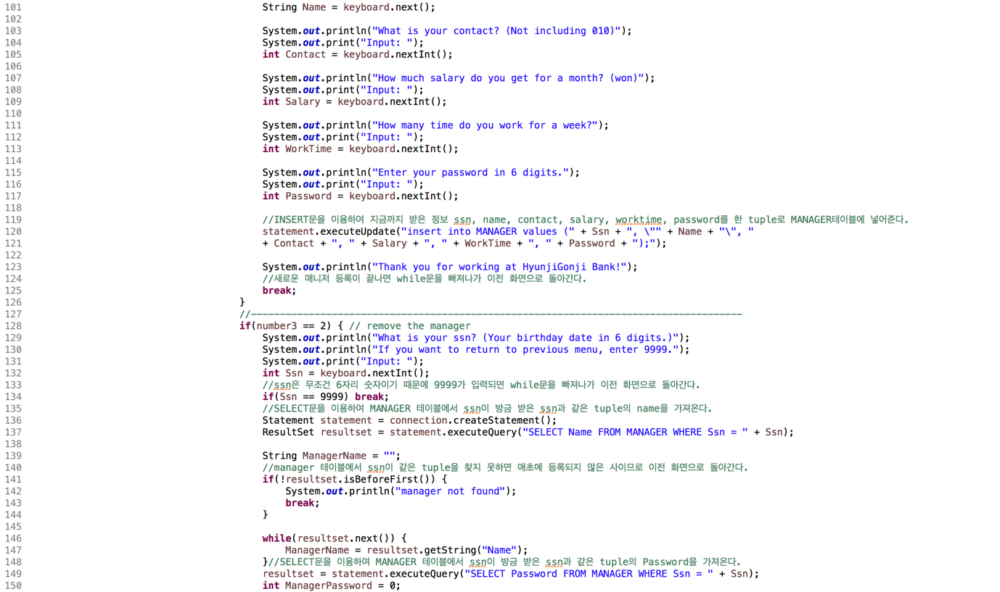 101 String Name = keyboard.next();
102
103 System.out.println("What is your contact? (Not including 010)");
104 System.out.print("Input: ");
105 int Contact = keyboard.nextInt();
106
107 System.out.println("How much salary do you get for a month? (won)");
108 System.out.print("Input: ");
109 int Salary = keyboard.nextInt();
110
111 System.out.println("How many time do you work for a week?");
112 System.out.print("Input: ");
113 int WorkTime = keyboard.nextInt();
114
115 System.out.println("Enter your password in 6 digits.");
116 System.out.print("Input: ");
117 int Password = keyboard.nextInt();
118
119 //INSERT문을 이용하여 지금까지 받은 정보 ssn, name, contact, salary, worktime, password를 한 tuple로 MANAGER테이블에 넣어준다.
120 statement.executeUpdate("insert into MANAGER values (" + Ssn + ", \"" + Name + "\", "
121 + Contact + ", " + Salary + ", " + WorkTime + ", " + Password + ");");
122
123 System.out.println("Thank you for working at HyunjiGonji Bank!");
124 //새로운 매니저 등록이 끝나면 while문을 빠져나가 이전 화면으로 돌아간다.
125 break;
126 }
127 //-------------------------------------------------------------------------------------
128 if(number3 == 2) { // remove the manager
129 System.out.println("What is your ssn? (Your birthday date in 6 digits.)");
130 System.out.println("If you want to return to previous menu, enter 9999.");
131 System.out.print("Input: ");
132 int Ssn = keyboard.nextInt();
133 //ssn은 무조건 6자리 숫자이기 때문에 9999가 입력되면 while문을 빠져나가 이전 화면으로 돌아간다.
134 if(Ssn == 9999) break;
135 //SELECT문을 이용하여 MANAGER 테이블에서 ssn이 방금 받은 ssn과 같은 tuple의 name을 가져온다.
136 Statement statement = connection.createStatement();
137 ResultSet resultset = statement.executeQuery("SELECT Name FROM MANAGER WHERE Ssn = " + Ssn);
138
139 String ManagerName = "";
140 //manager 테이블에서 ssn이 같은 tuple을 찾지 못하면 애초에 등록되지 않은 사이므로 이전 화면으로 돌아간다.
141 if(!resultset.isBeforeFirst()) {
142 System.out.println("manager not found");
143 break;
144 }
145
146 while(resultset.next()) {
147 ManagerName = resultset.getString("Name");
148 }//SELECT문을 이용하여 MANAGER 테이블에서 ssn이 방금 받은 ssn과 같은 tuple의 Password을 가져온다.
149 resultset = statement.executeQuery("SELECT Password FROM MANAGER WHERE Ssn = " + Ssn);
150 int ManagerPassword = 0;